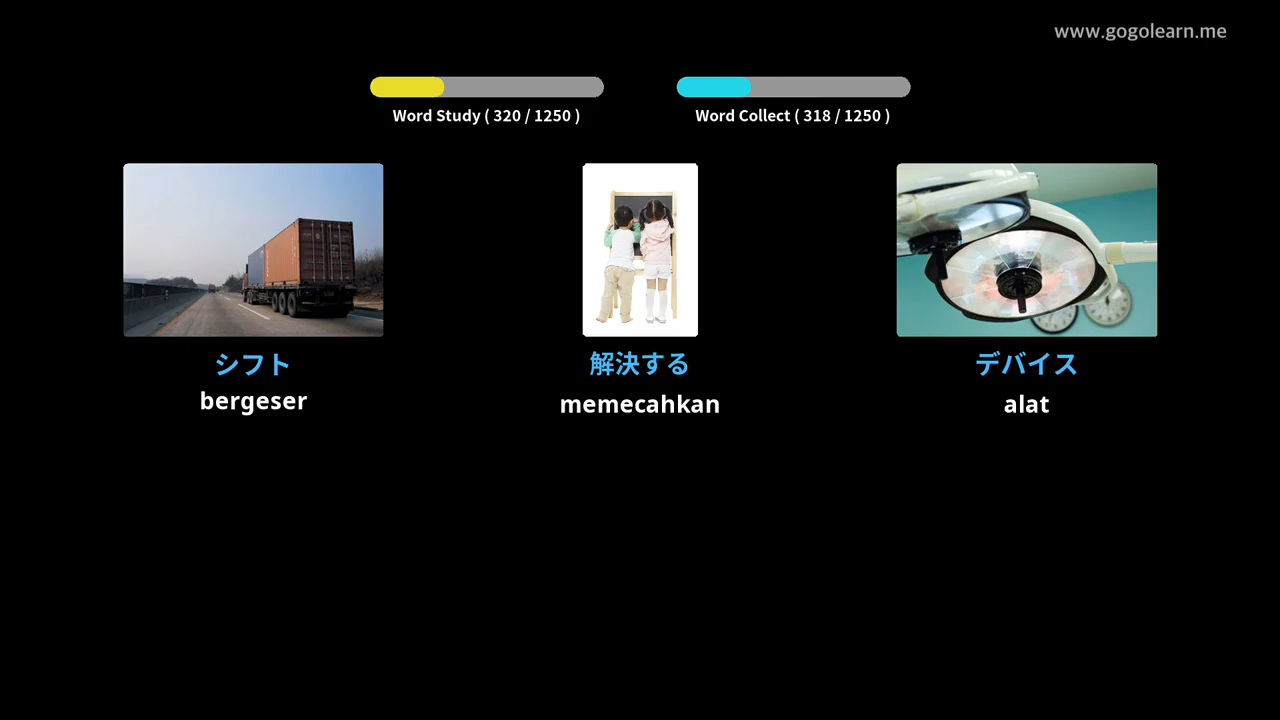 www.gogolearn.me
Word Study ( 320 / 1250 )
Word Collect ( 318 / 1250 )
シフト
解決する
デバイス
bergeser
memecahkan
alat